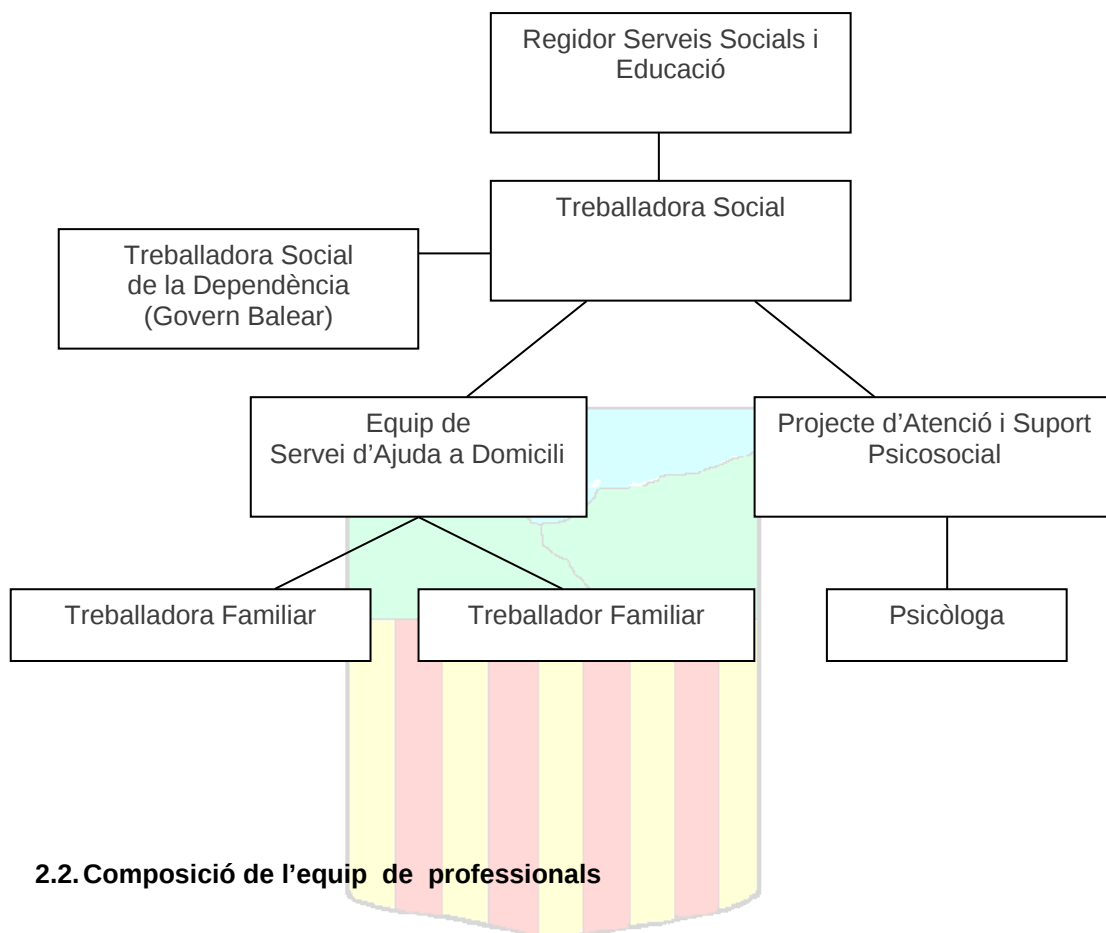 Regidor Serveis Socials i
Educació
Treballadora Social
Treballadora Social
de la Dependència
(Govern Balear)
Equip de
Servei d'Ajuda a Domicili
Projecte d'Atenció i Suport
Psicosocial
Treballadora Familiar
Treballador Familiar
Psicòloga
2.2. Composició de l'equip de professionals